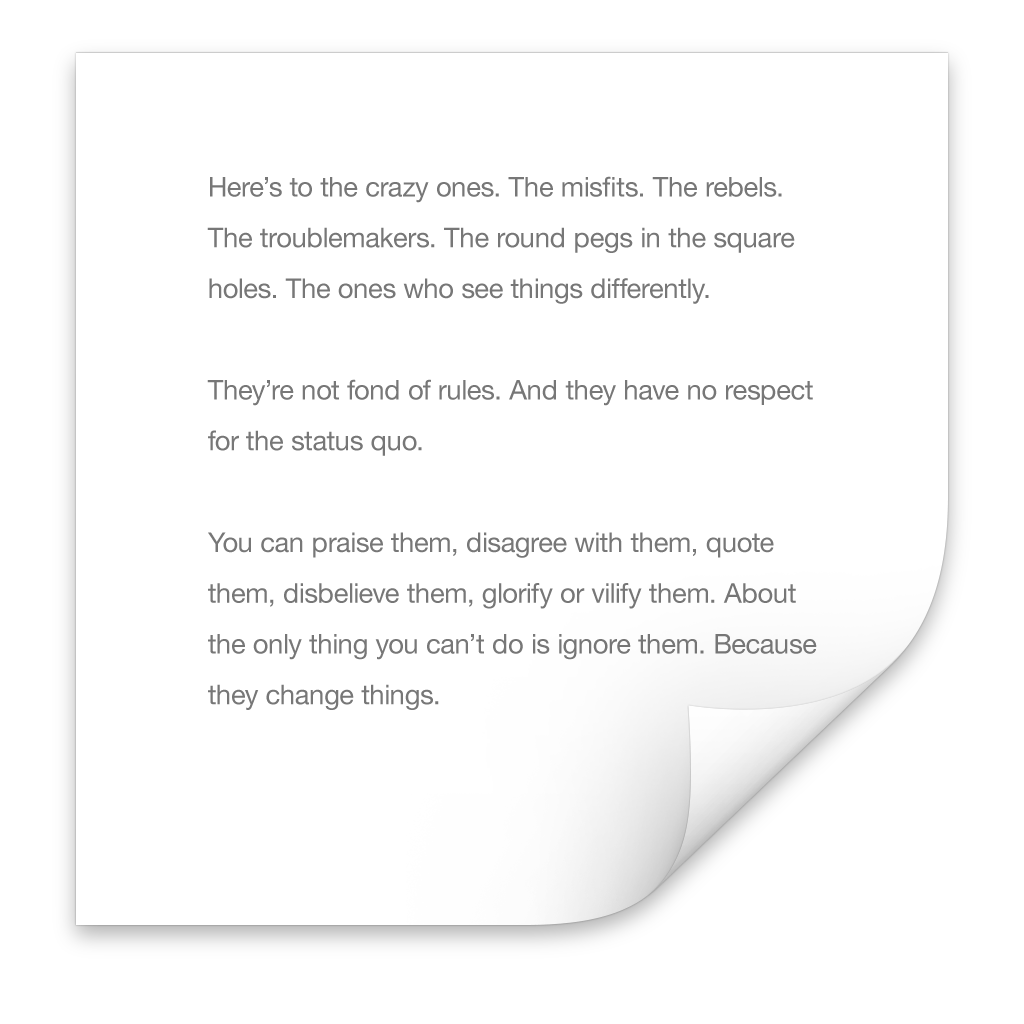 Here’s to the crazy ones. The misfits. The rebels.
The troublemakers. The round pegs in the square
holes. The ones who see things differently.
They’re not fond of rules. And they have no respect
for the status quo.
You can praise them, disagree with them, quote
them, disbelieve them, glorify or vilify them. About
the only thing you can’t do is ignore them. Because
they change things.